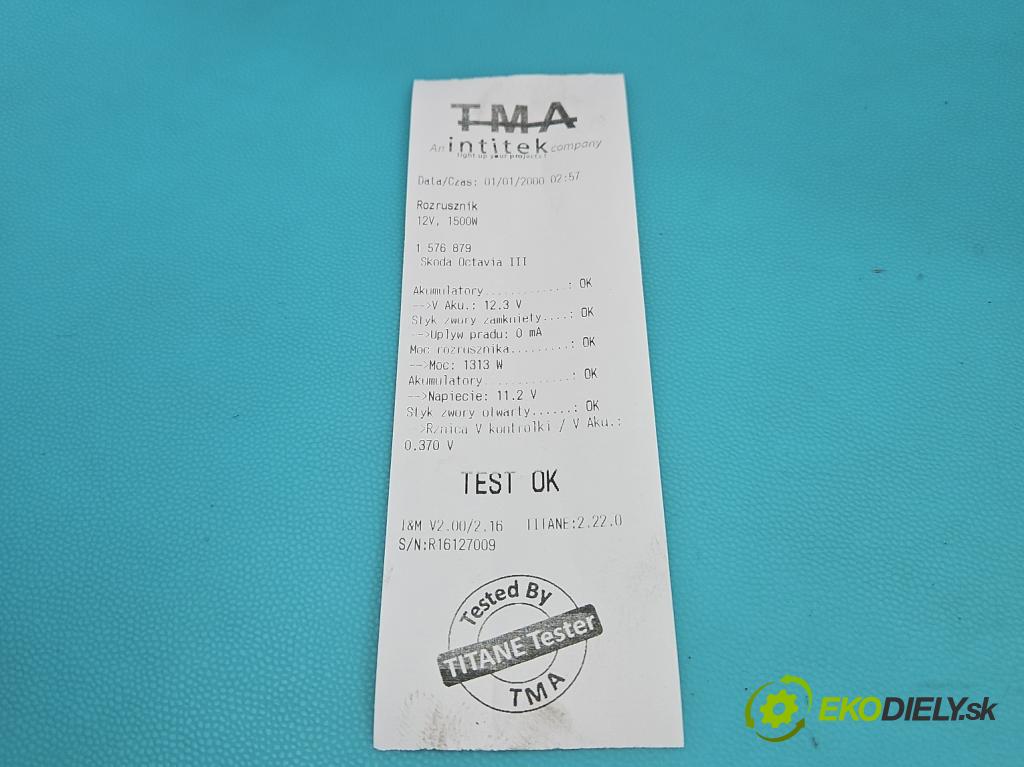 TMA
An intitek company
light up your projects !
Data/Czas: 01/01/2000 02:57
Rozrusznik
12V, 1500W
1 576 879
Skoda Octavia III
Akumulatory............: OK
-->V Aku.: 12.3 V
Styk zwory zamkniety....: OK
-->Uplyw pradu: 0 mA
Moc rozrusznika.........: OK
-->Moc: 1313 W
Akumulatory............: OK
-->Napiecie: 11.2 V
Styk zwory otwarty......: OK
-->Rznica V kontrolki / V Aku.:
0.370 V
TEST OK
I&M V2.00/2.16 TITANE:2.22.0
S/N:R16127009
Tested By
TITANE Tester
TMA
EKODIELY.sk